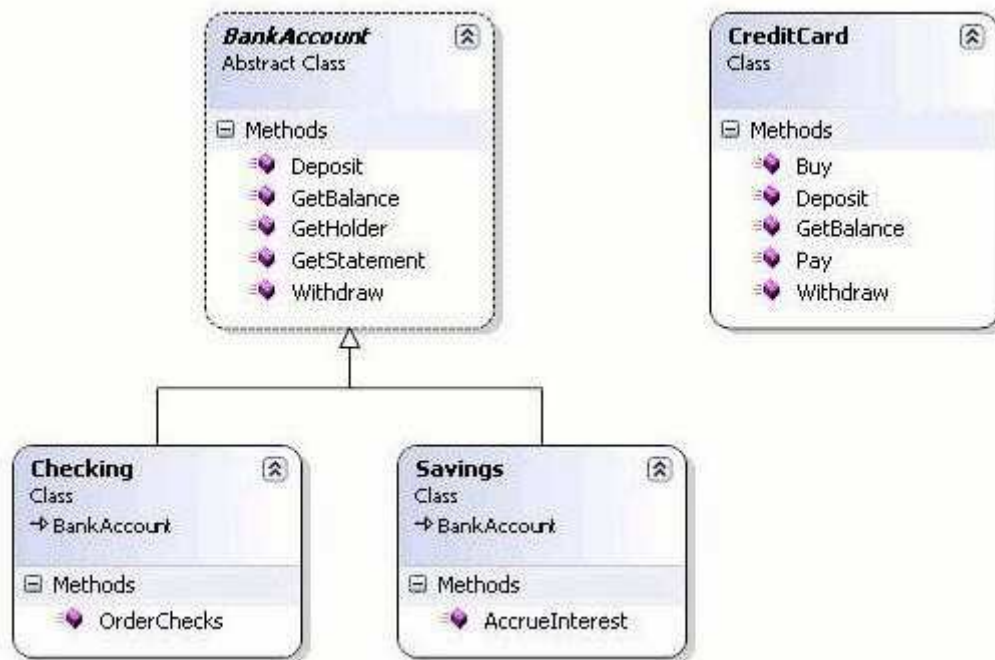 BankAccount
Abstract Class
Methods
Deposit
GetBalance
GetHolder
GetStatement
Withdraw
CreditCard
Class
Methods
Buy
Deposit
GetBalance
Pay
Withdraw
Checking
Class
BankAccount
Methods
OrderChecks
Savings
Class
BankAccount
Methods
AccrueInterest